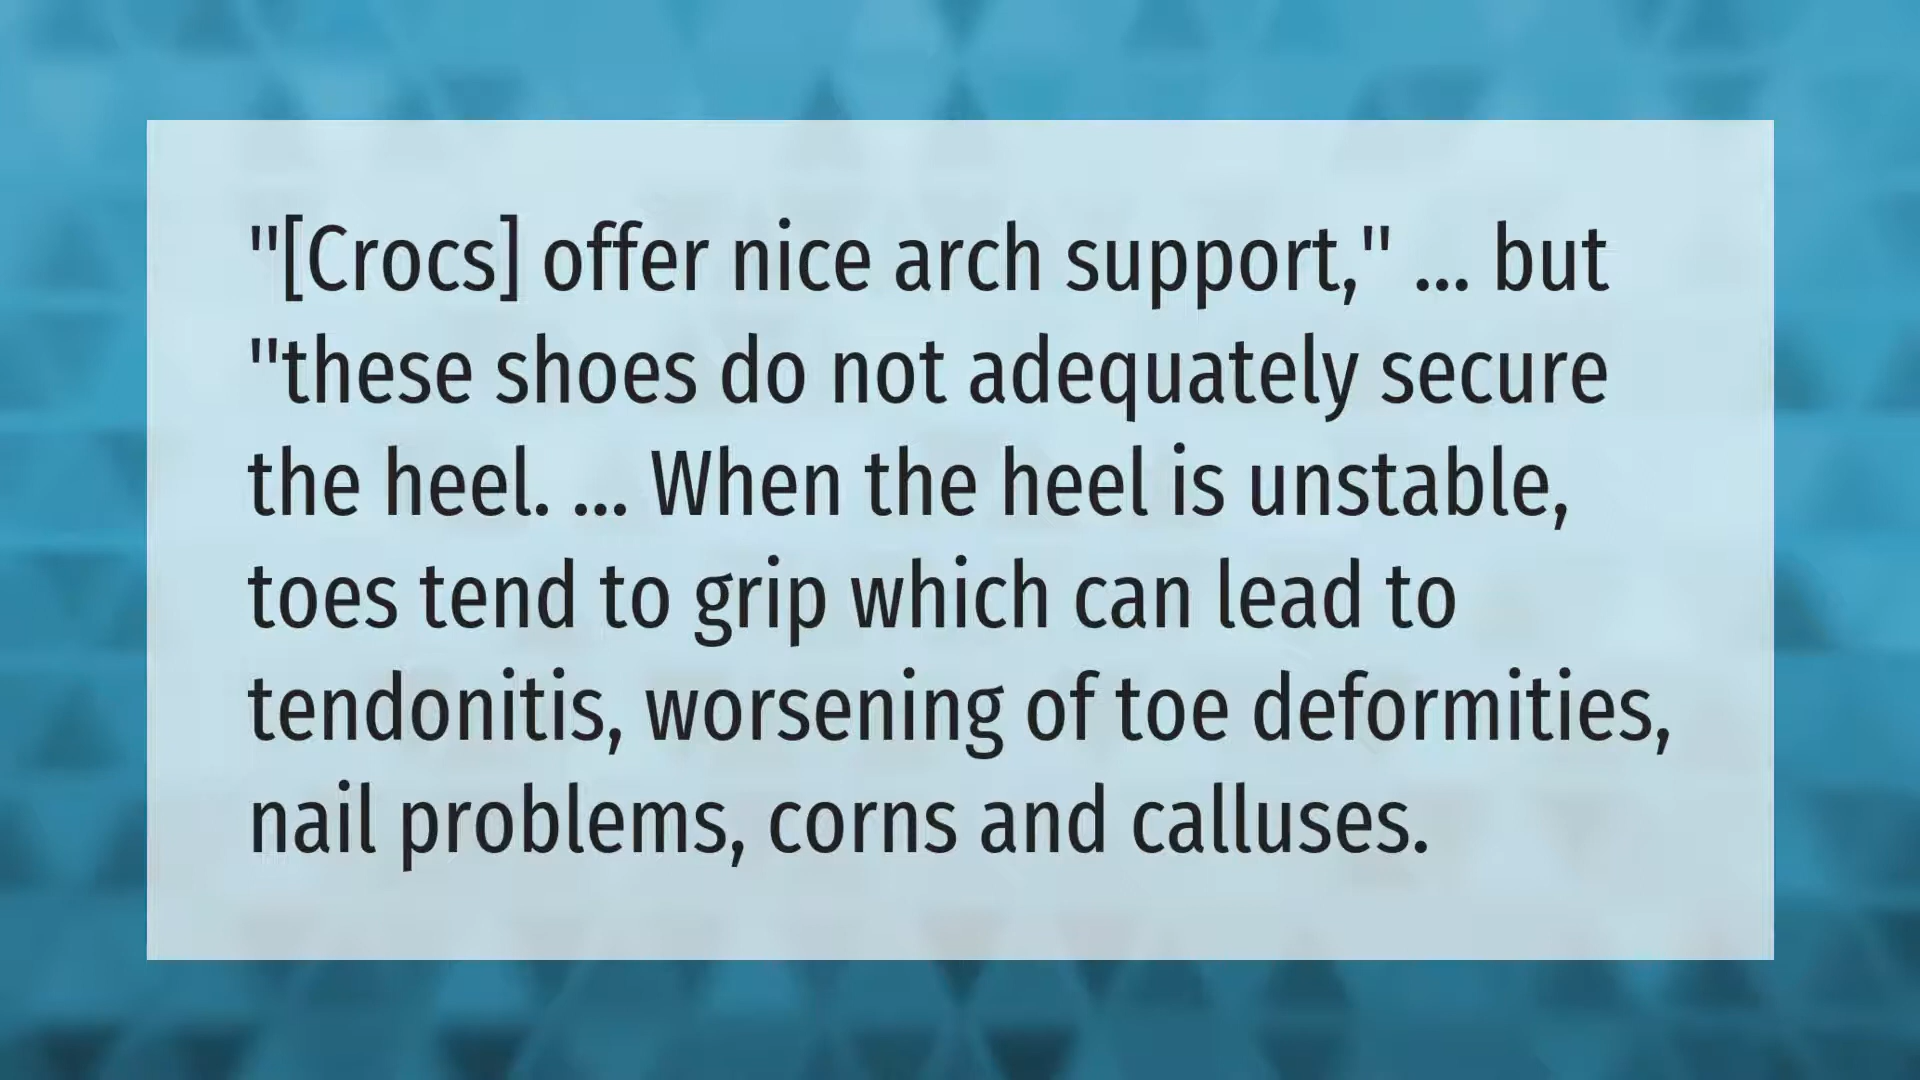 "[Crocs] offer nice arch support," ... but
"these shoes do not adequately secure
the heel. ... When the heel is unstable,
toes tend to grip which can lead to
tendonitis, worsening of toe deformities,
nail problems, corns and calluses.